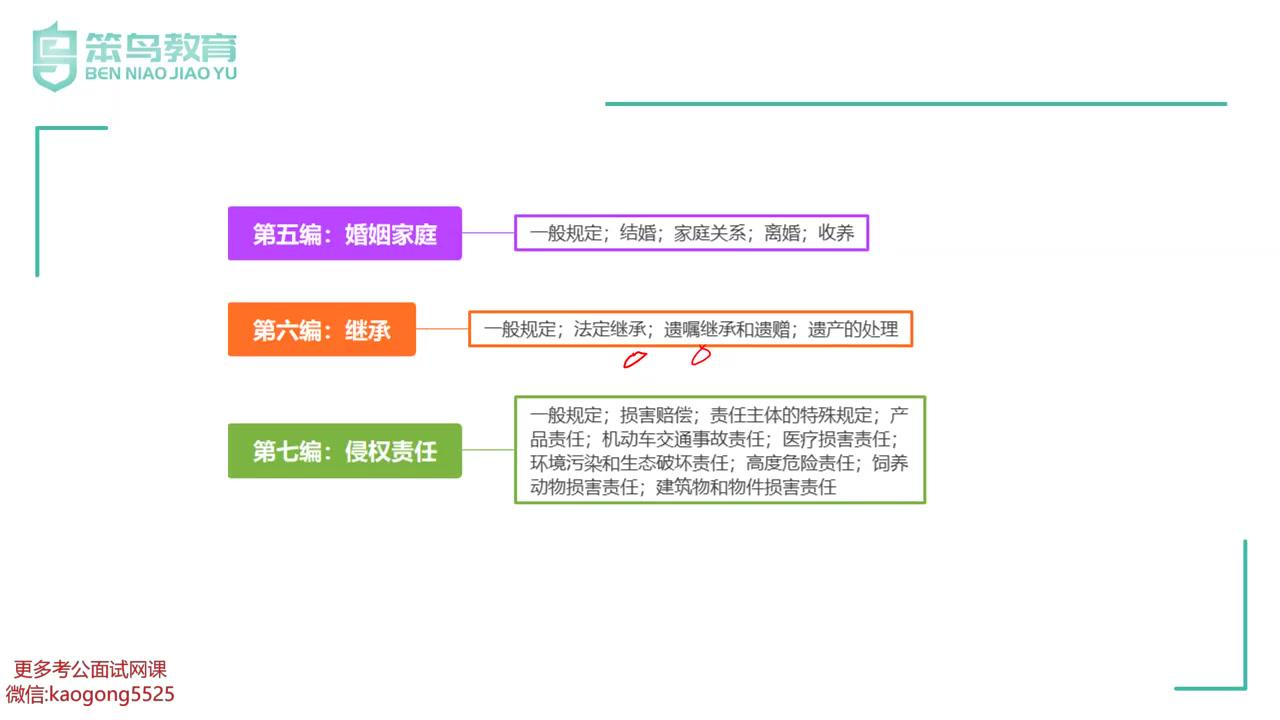 笨鸟教育
BEN NIAO JIAO YU
第五编：婚姻家庭
一般规定；结婚；家庭关系；离婚；收养
第六编：继承
一般规定；法定继承；遗嘱继承和遗赠；遗产的处理
第七编：侵权责任
一般规定；损害赔偿；责任主体的特殊规定；产
品责任；机动车交通事故责任；医疗损害责任；
环境污染和生态破坏责任；高度危险责任；饲养
动物损害责任；建筑物和物件损害责任
更多考公面试网课
微信:kaogong5525